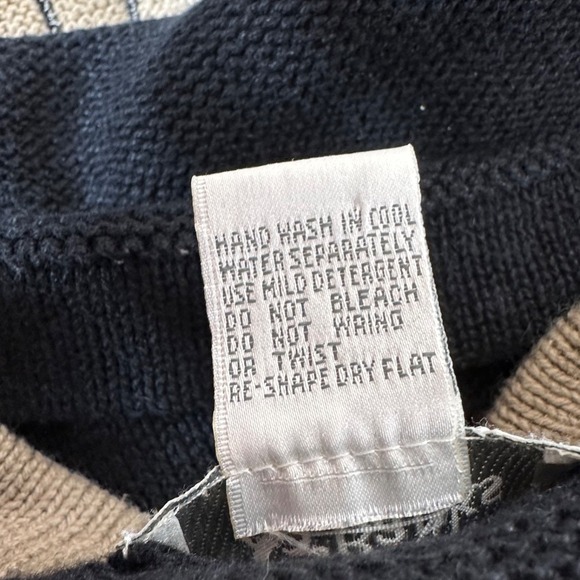 HAND WASH IN COOL
WATER SEPARATELY
USE MILD DETERGENT
DO NOT BLEACH
DO NOT WRING
OR TWIST
RE-SHAPE DRY FLAT